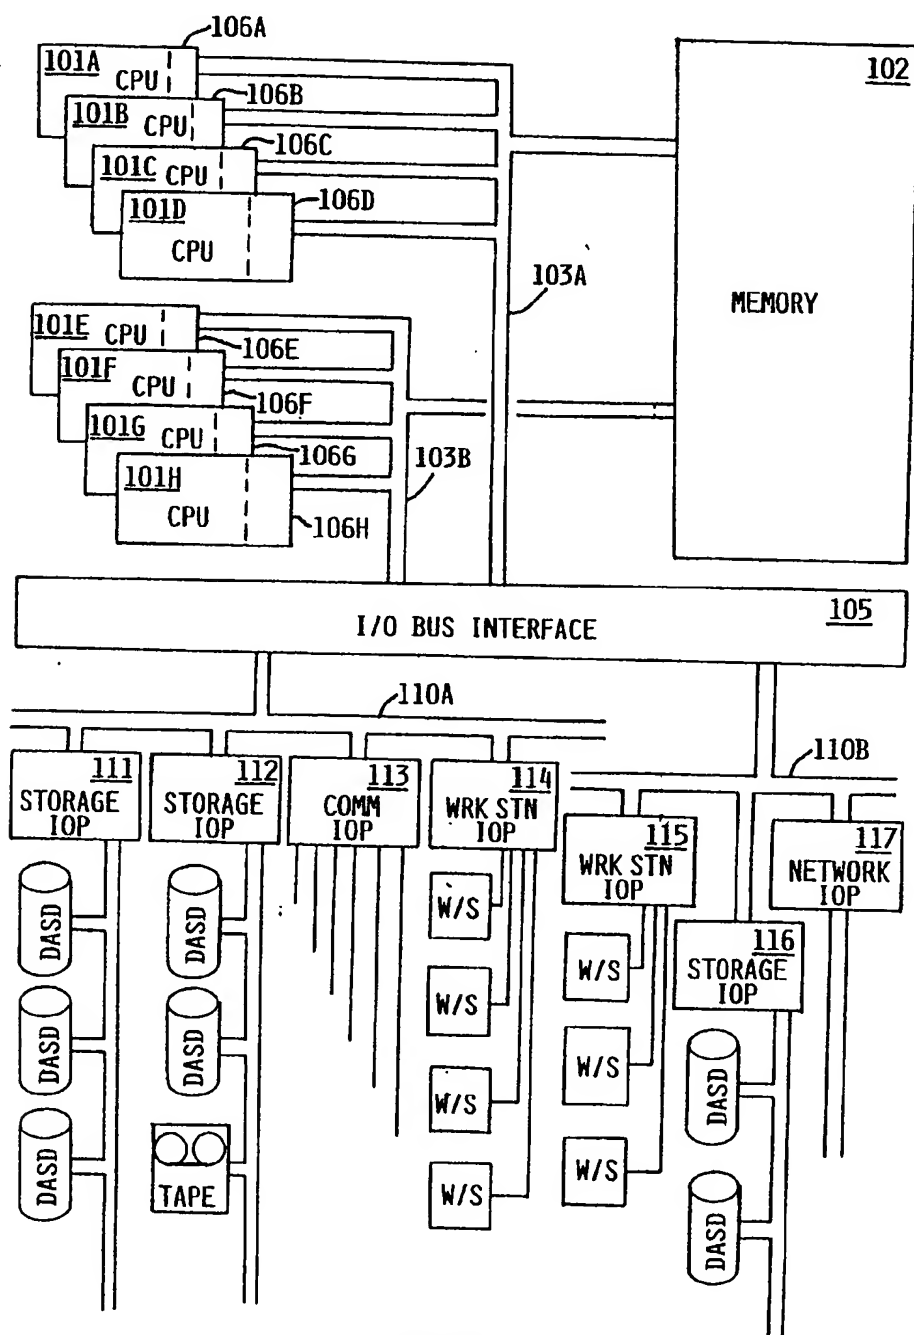 106A
101A
CPU
102
106B
101B
CPU
106C
101C
CPU
106D
101D
CPU
103A
MEMORY
101E
CPU
106E
101F
CPU
106F
101G
CPU
106G
103B
101H
CPU
106H
105
I/O BUS INTERFACE
110A
110B
111
STORAGE
IOP
112
STORAGE
IOP
113
COMM
IOP
114
WRK STN
IOP
115
WRK STN
IOP
117
NETWORK
IOP
116
STORAGE
IOP
DASD
DASD
DASD
DASD
DASD
TAPE
W/S
W/S
W/S
W/S
W/S
W/S
W/S
DASD
DASD